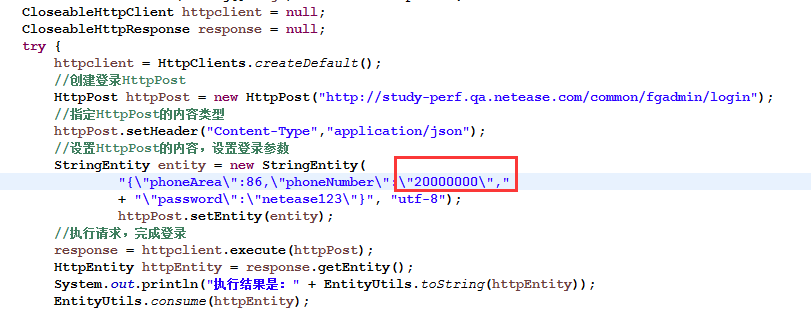 CloseableHttpClient httpclient = null;
CloseableHttpResponse response = null;
try {
httpclient = HttpClients.createDefault();
//创建登录HttpPost
HttpPost httpPost = new HttpPost("http://study-perf.qa.netease.com/common/fgadmin/login");
//指定HttpPost的内容类型
httpPost.setHeader("Content-Type","application/json");
//设置HttpPost的内容，设置登录参数
StringEntity entity = new StringEntity(
"{\"phoneArea\":86,\"phoneNumber\":\"20000000\","
+ "\"password\":\"netease123\"}", "utf-8");
httpPost.setEntity(entity);
//执行请求，完成登录
response = httpclient.execute(httpPost);
HttpEntity httpEntity = response.getEntity();
System.out.println("执行结果是：" + EntityUtils.toString(httpEntity));
EntityUtils.consume(httpEntity);